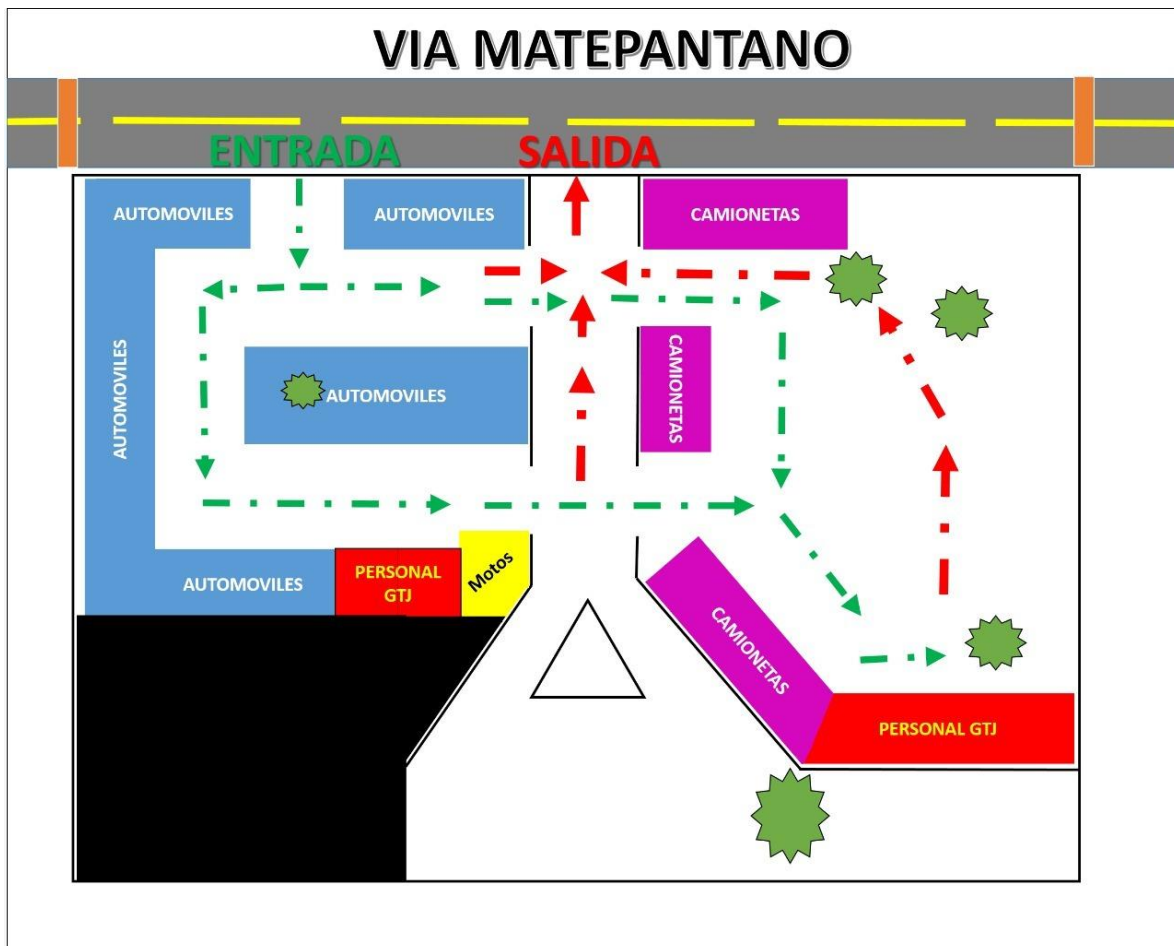 VIA MATEPANTANO
ENTRADA
SALIDA
AUTOMOVILES
AUTOMOVILES
CAMIONETAS
AUTOMOVILES
AUTOMOVILES
CAMIONETAS
AUTOMOVILES
PERSONAL
GTJ
Motos
CAMIONETAS
PERSONAL GTJ